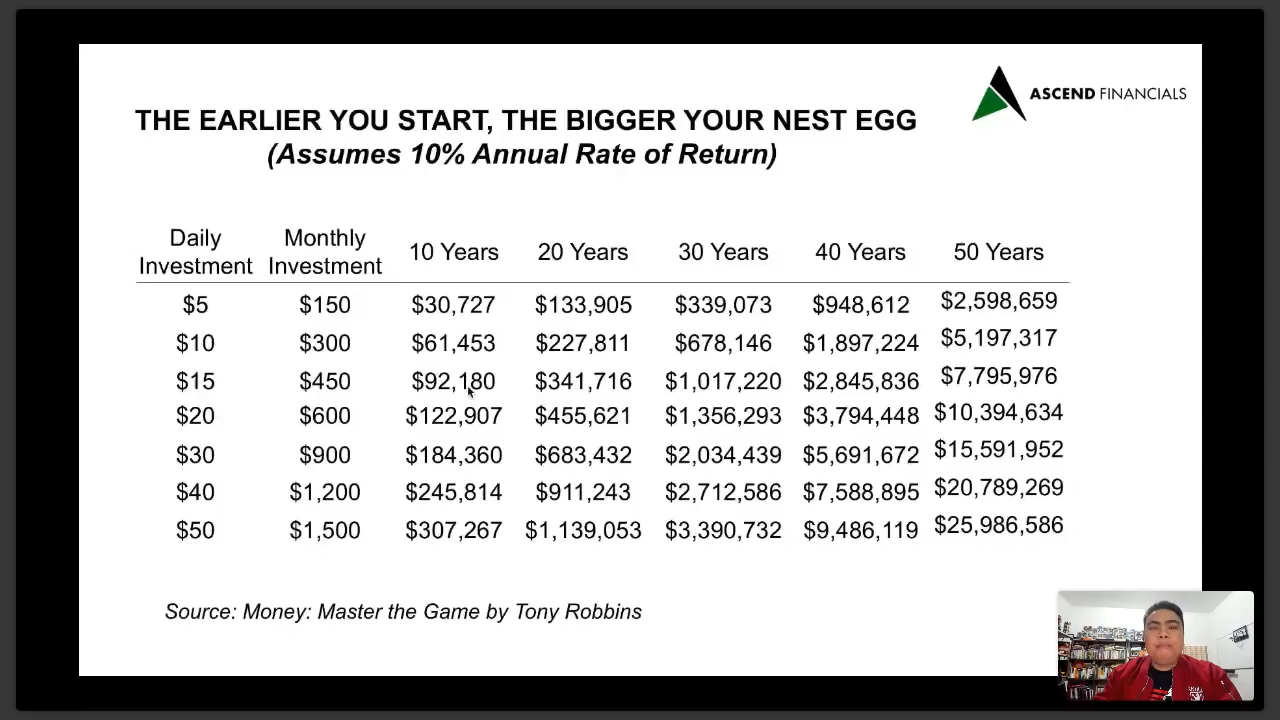 ASCEND FINANCIALS
THE EARLIER YOU START, THE BIGGER YOUR NEST EGG
(Assumes 10% Annual Rate of Return)
Daily Investment Monthly Investment 10 Years 20 Years 30 Years 40 Years 50 Years
$5 $150 $30,727 $133,905 $339,073 $948,612 $2,598,659
$10 $300 $61,453 $227,811 $678,146 $1,897,224 $5,197,317
$15 $450 $92,180 $341,716 $1,017,220 $2,845,836 $7,795,976
$20 $600 $122,907 $455,621 $1,356,293 $3,794,448 $10,394,634
$30 $900 $184,360 $683,432 $2,034,439 $5,691,672 $15,591,952
$40 $1,200 $245,814 $911,243 $2,712,586 $7,588,895 $20,789,269
$50 $1,500 $307,267 $1,139,053 $3,390,732 $9,486,119 $25,986,586
Source: Money: Master the Game by Tony Robbins